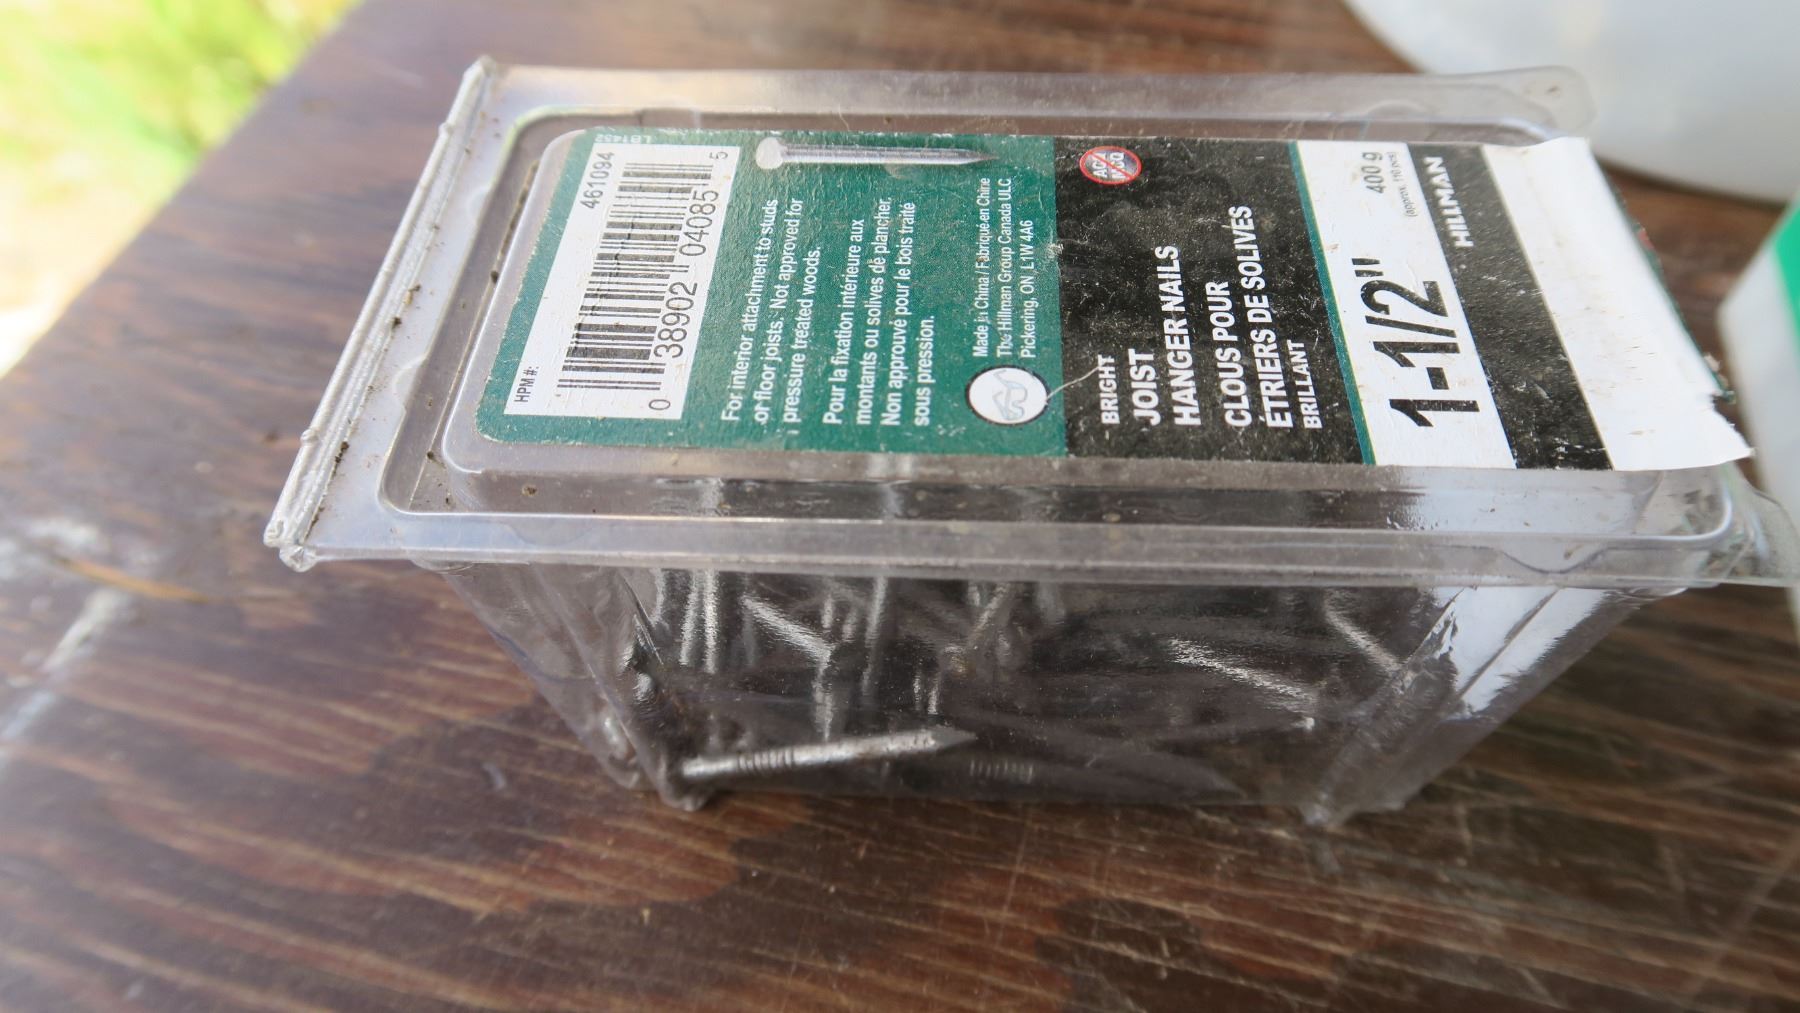 461094
HPM #:
0 38902 04085 5
For interior attachment to studs
or floor joists. Not approved for
pressure treated woods.
Pour la fixation intérieure aux
montants ou solives de plancher.
Non approuvé pour le bois traité
sous pression.
Made in China / Fabriqué en Chine
The Hillman Group Canada ULC
Pickering, ON, L1W 4A6
BRIGHT
JOIST
HANGER NAILS
CLOUS POUR
ÉTRIERS DE SOLIVES
BRILLANT
1-1/2"
400 g
HILLMAN